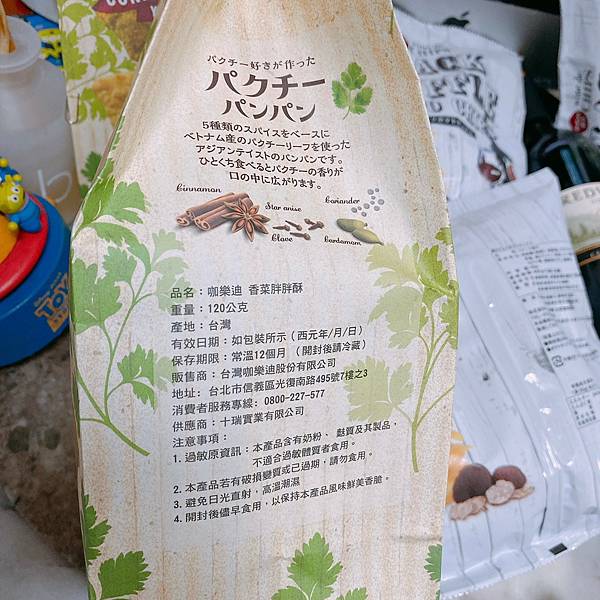 パクチー好きが作った
パクチー
パンパン
5種類のスパイスをベースに
ベトナム産のパクチーリーフを使った
アジアンテイストのパンパンです。
ひとくち食べるとパクチーの香りが
口の中に広がります。
Cinnamon
Star anise
Coriander
Clove
Cardamom
品名：咖樂迪 香菜胖胖酥
重量：120公克
產地：台灣
有效日期：如包裝所示（西元年/月/日）
保存期限：常溫12個月 （開封後請冷藏）
販售商：台灣咖樂迪股份有限公司
地址: 台北市信義區光復南路495號7樓之3
消費者服務專線: 0800-227-577
供應商：十瑞實業有限公司
注意事項：
1. 過敏原資訊：本產品含有奶粉、 麩質及其製品，
不適合過敏體質者食用。
2. 本產品若有破損變質或己過期，請勿食用。
3. 避免日光直射，高溫潮濕
4. 開封後儘早食用，以保持本產品風味鮮美香脆。
TOY